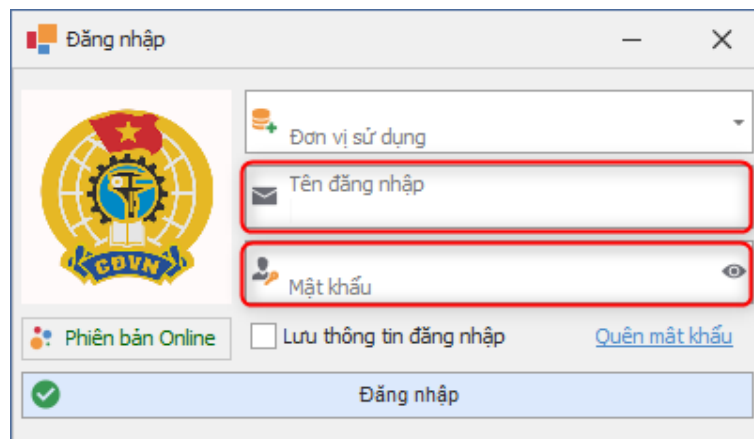 Đăng nhập
Đơn vị sử dụng
Tên đăng nhập
CĐVN
Mật khẩu
Phiên bản Online
Lưu thông tin đăng nhập
Quên mât khẩu
Đăng nhập